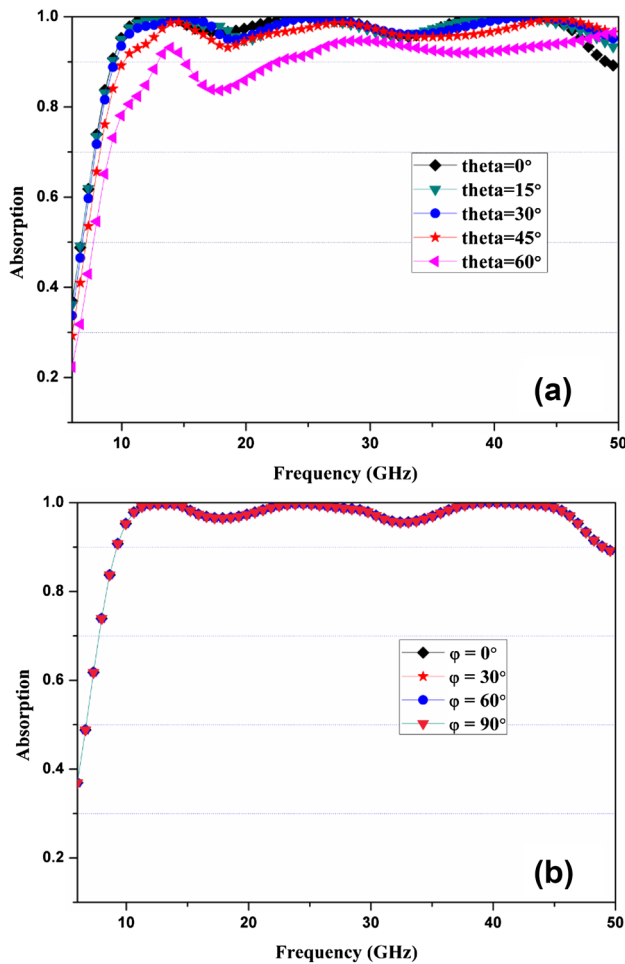 1.0
0.8
0.6
0.4
0.2
Absorption
theta=0°
theta=15°
theta=30°
theta=45°
theta=60°
(a)
10 20 30 40 50
Frequency (GHz)
1.0
0.8
0.6
0.4
0.2
Absorption
φ = 0°
φ = 30°
φ = 60°
φ = 90°
(b)
10 20 30 40 50
Frequency (GHz)